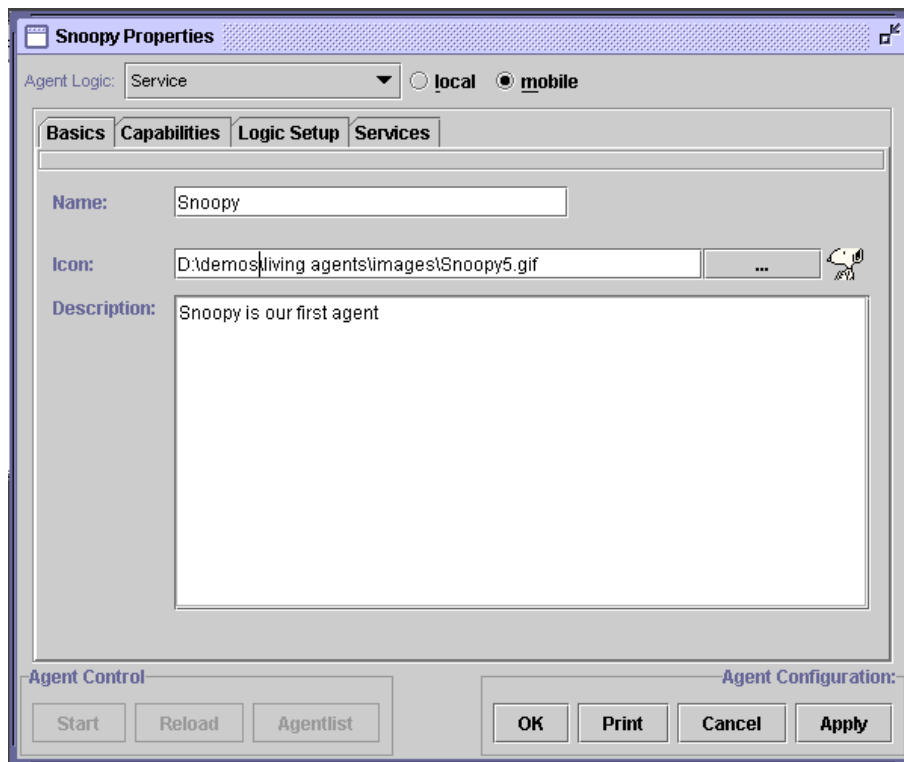 Snoopy Properties
Agent Logic: Service local mobile
Basics Capabilities Logic Setup Services
Name: Snoopy
Icon: D:\demos\living agents\images\Snoopy5.gif ...
Description: Snoopy is our first agent
Agent Control Agent Configuration:
Start Reload Agentlist OK Print Cancel Apply